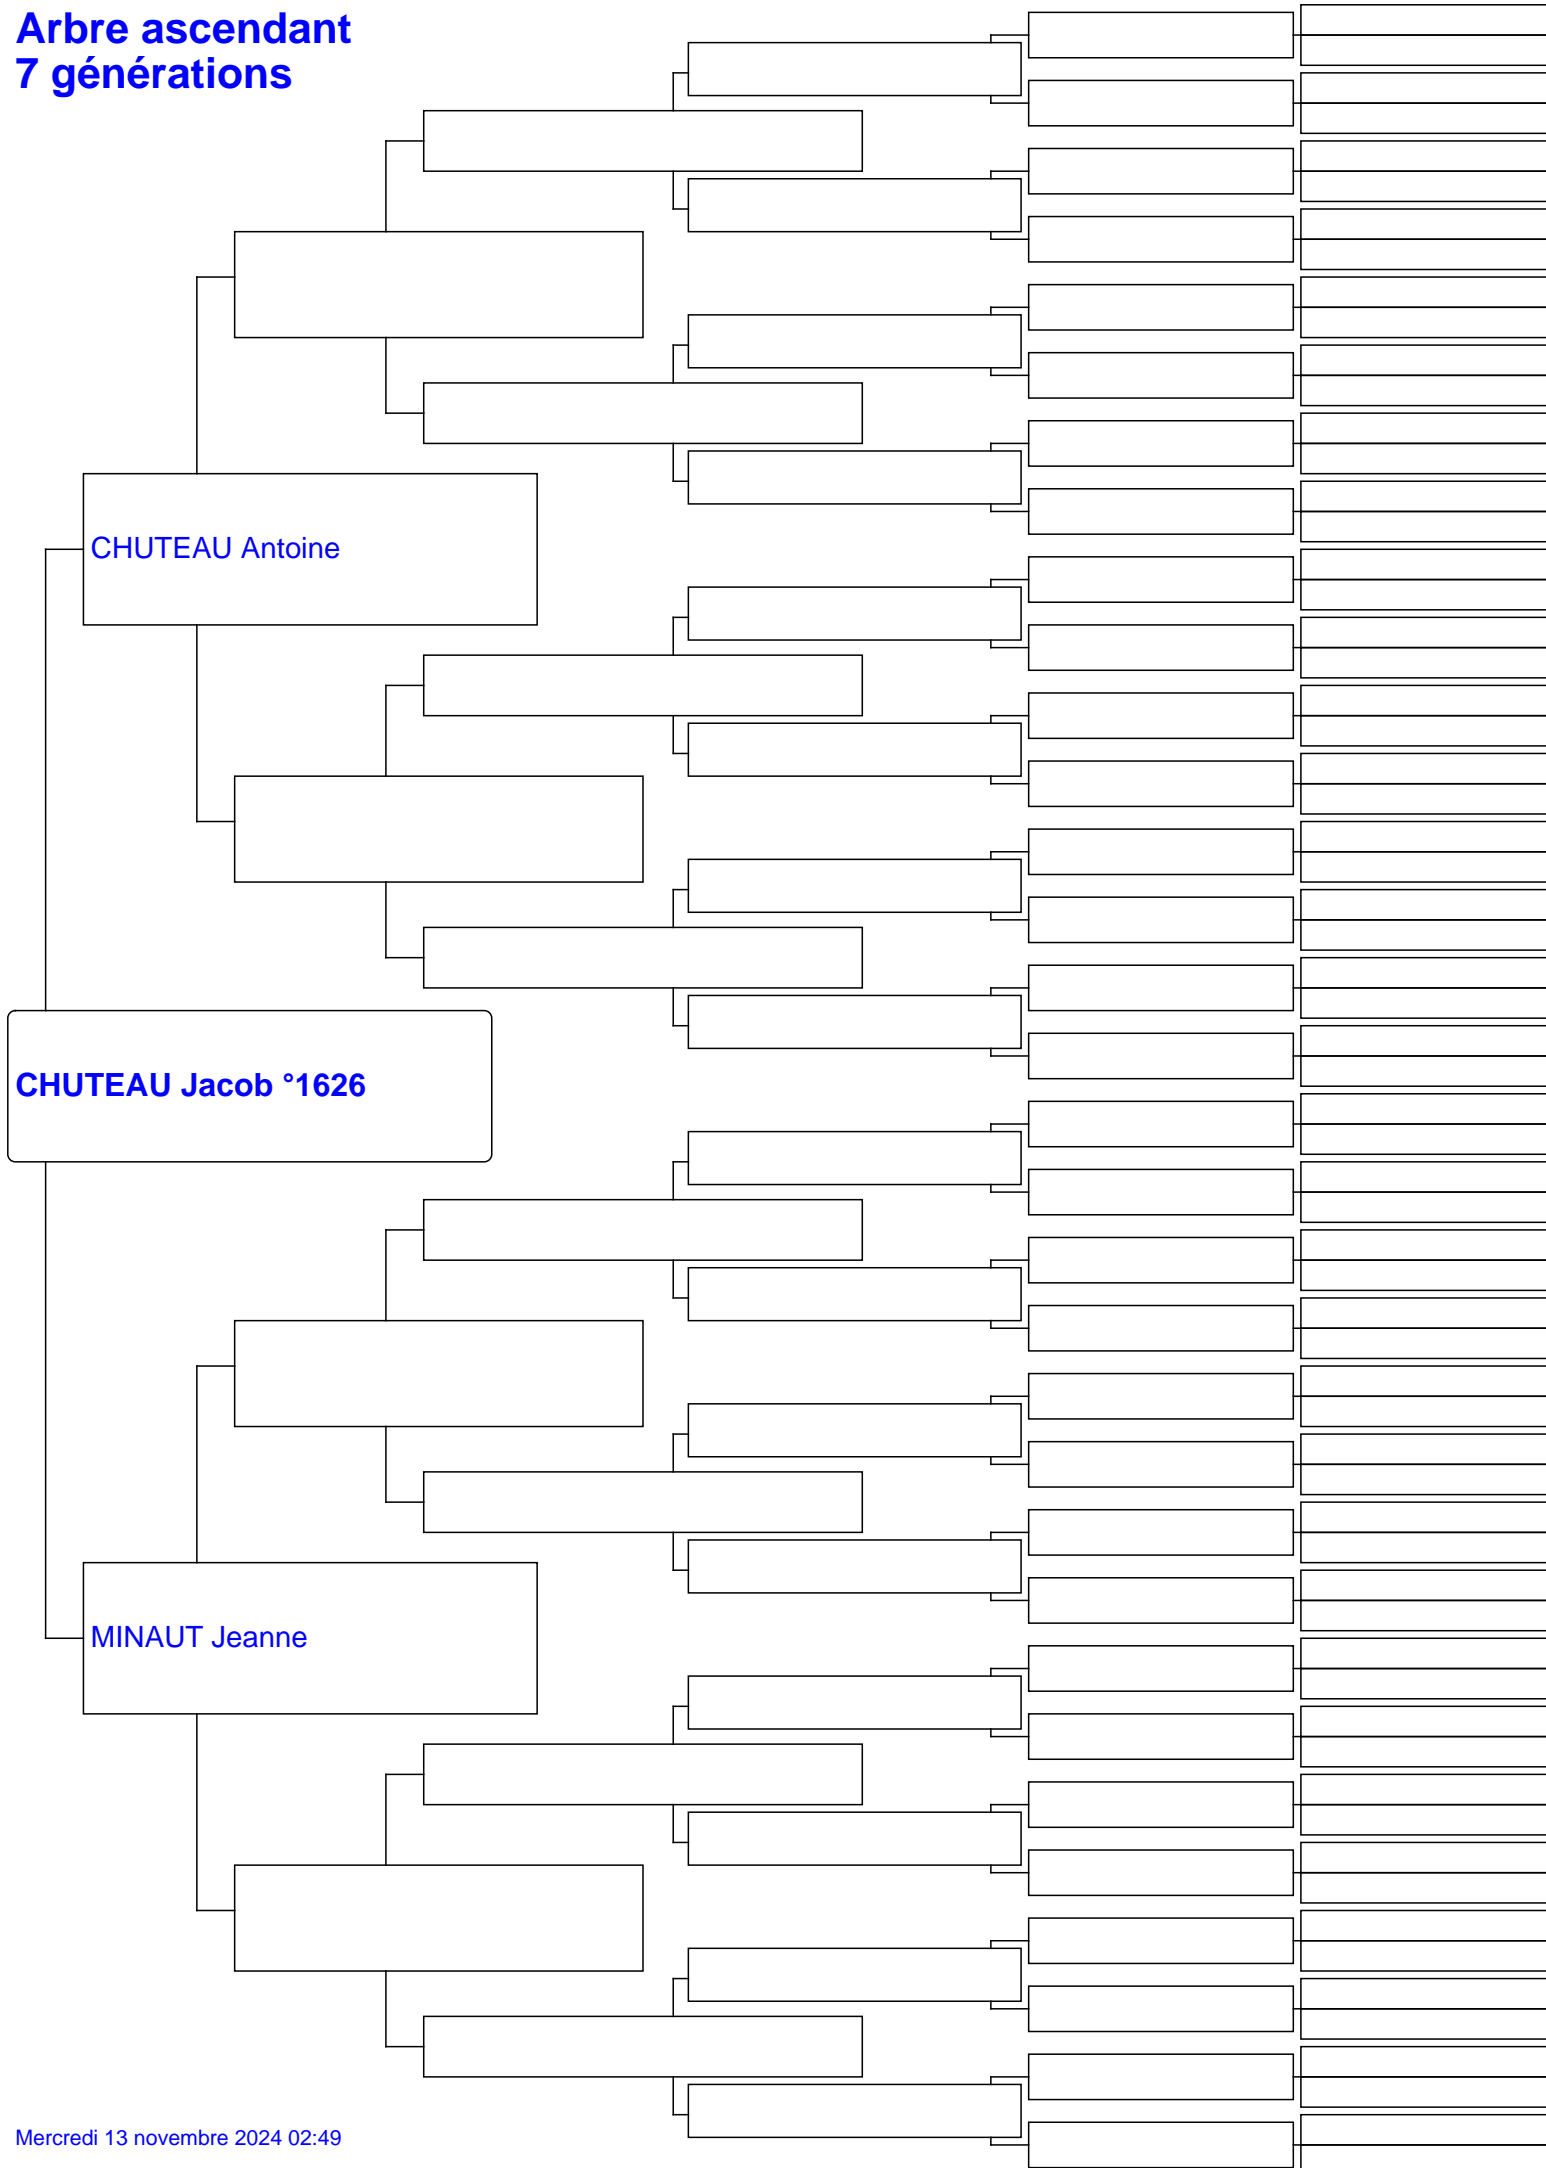 Arbre ascendant
7 générations
CHUTEAU Antoine
CHUTEAU Jacob °1626
MINAUT Jeanne
Mercredi 13 novembre 2024 02:49